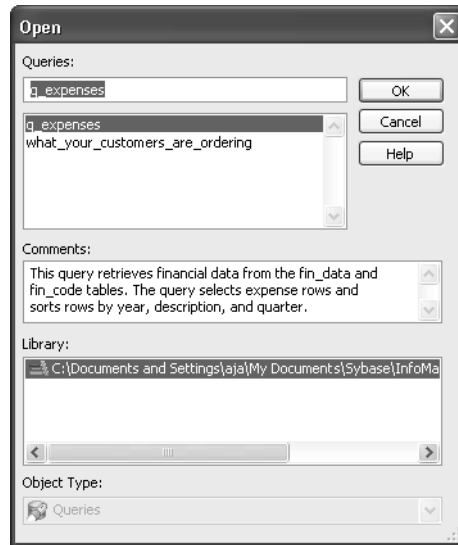 Open
Queries:
q_expenses
OK
q_expenses
what_your_customers_are_ordering
Cancel
Help
Comments:
This query retrieves financial data from the fin_data and
fin_code tables. The query selects expense rows and
sorts rows by year, description, and quarter.
Library:
C:\Documents and Settings\aja\My Documents\Sybase\InfoMa
Object Type:
Queries